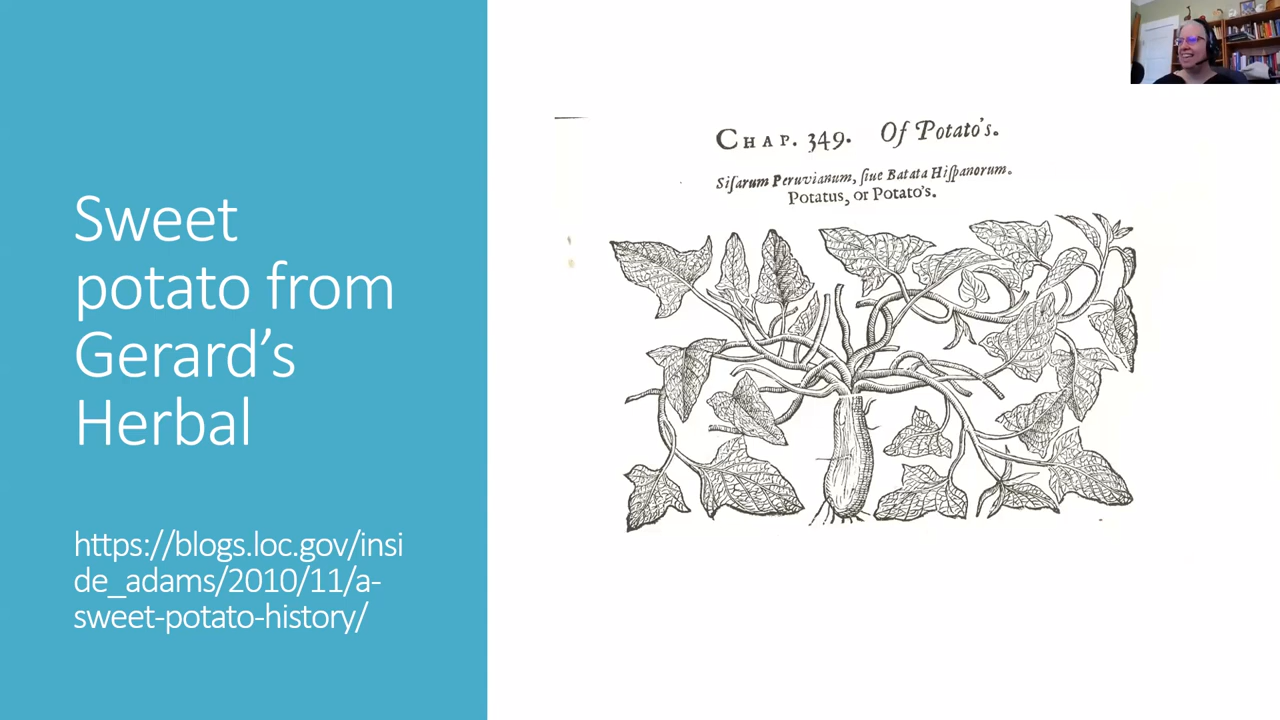 Sweet
potato from
Gerard’s
Herbal
https://blogs.loc.gov/insi
de_adams/2010/11/a-
sweet-potato-history/
CHAP. 349. Of Potato's.
Siſarum Peruvianum, ſiue Batata Hiſpanorum.
Potatus, or Potato's.